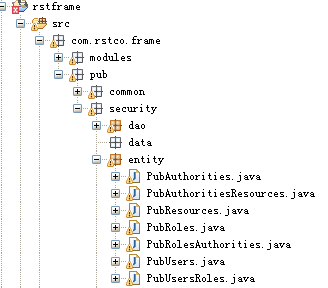 rstframe
src
com.rstco.frame
modules
pub
common
security
dao
data
entity
PubAuthorities.java
PubAuthoritiesResources.java
PubResources.java
PubRoles.java
PubRolesAuthorities.java
PubUsers.java
PubUsersRoles.java